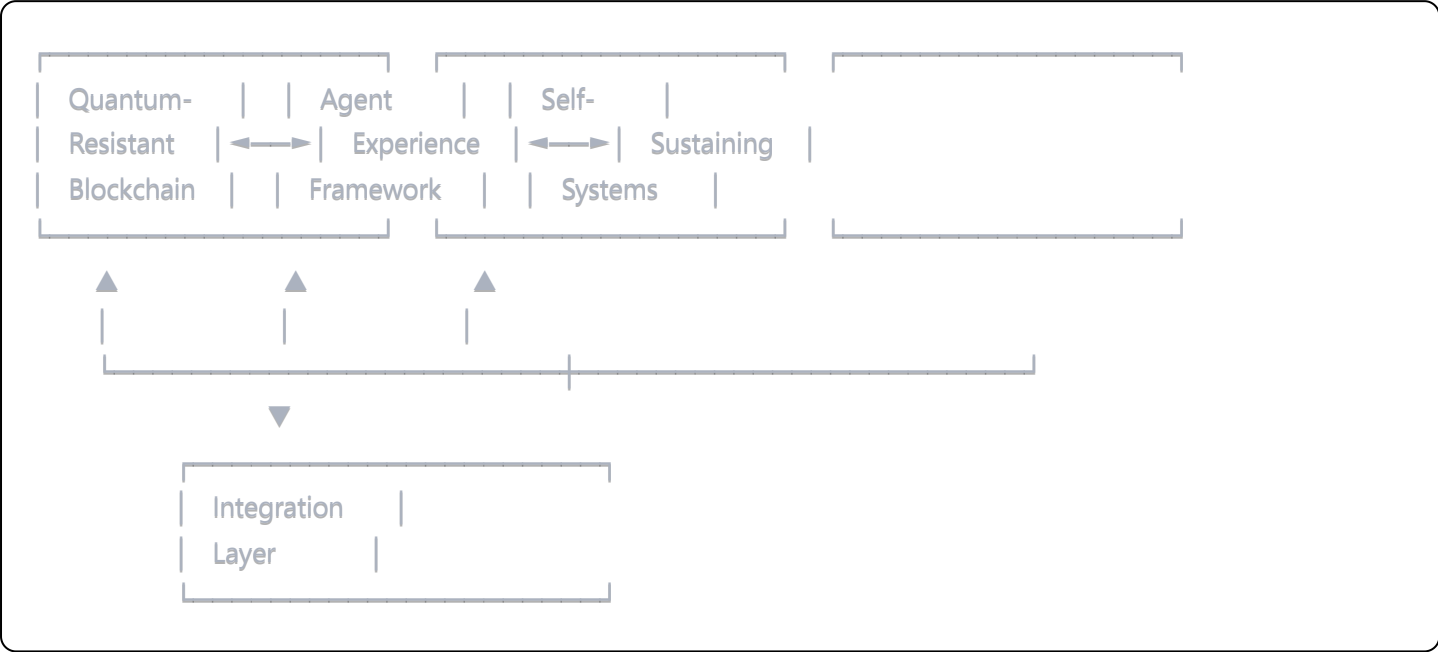 Quantum- Agent Self-
Resistant Experience Sustaining
Blockchain Framework Systems
Integration
Layer